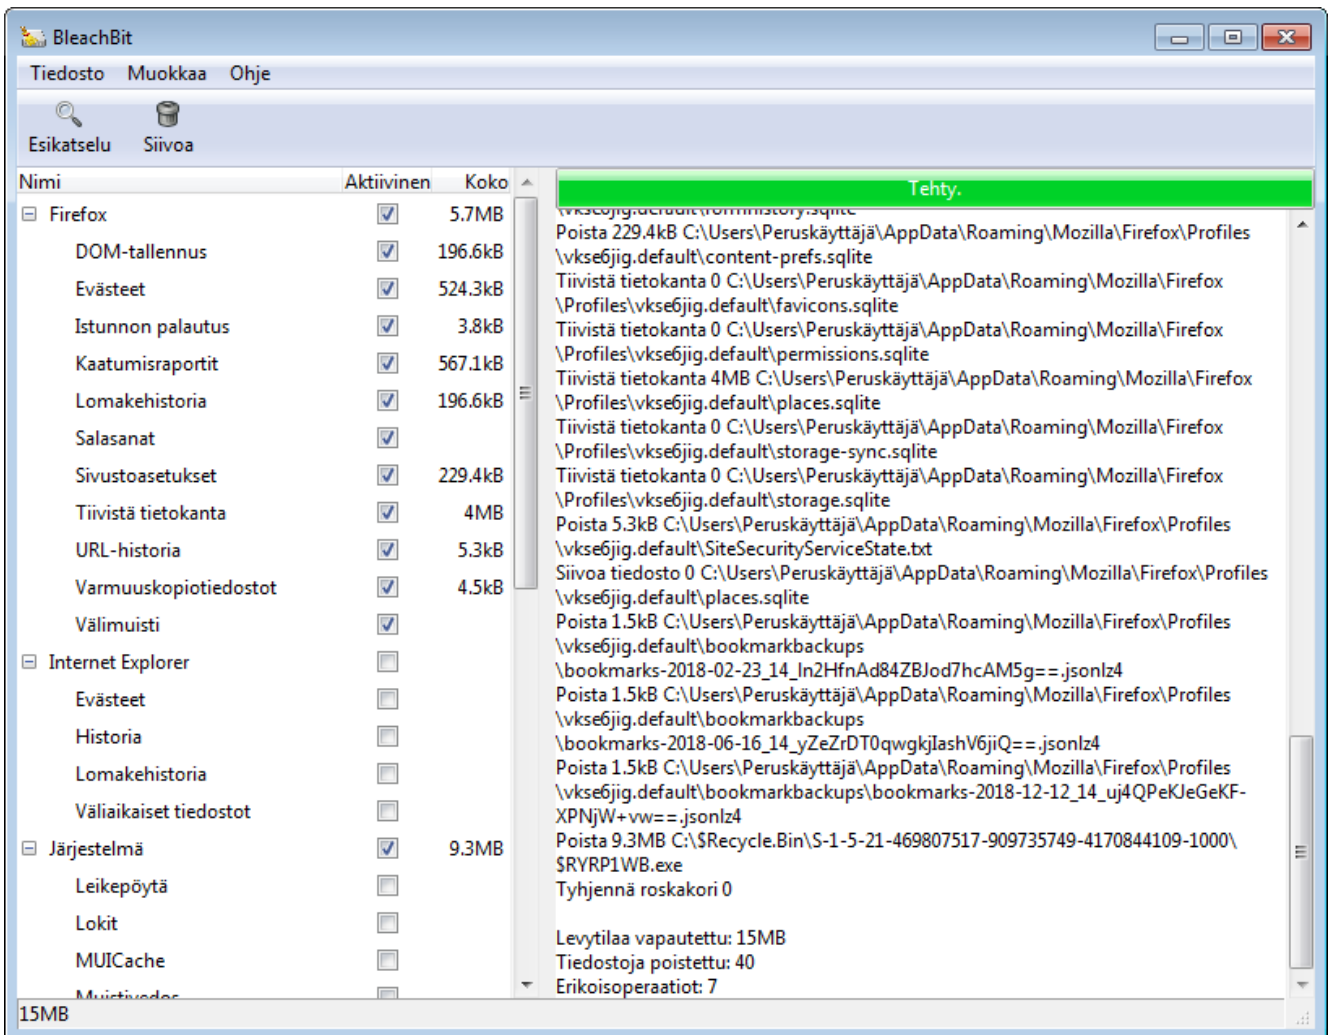 BleachBit
Tiedosto Muokkaa Ohje
Esikatselu Siivoa
Nimi Aktiivinen Koko
Firefox 5.7MB
DOM-tallennus 196.6kB
Evästeet 524.3kB
Istunnon palautus 3.8kB
Kaatumisraportit 567.1kB
Lomakehistoria 196.6kB
Salasanat
Sivustoasetukset 229.4kB
Tiivistä tietokanta 4MB
URL-historia 5.3kB
Varmuuskopiotiedostot 4.5kB
Välimuisti
Internet Explorer
Evästeet
Historia
Lomakehistoria
Väliaikaiset tiedostot
Järjestelmä 9.3MB
Leikepöytä
Lokit
MUICache
Muistivedos
Tehty.
\vkse6jig.default\formhistory.sqlite
Poista 229.4kB C:\Users\Peruskäyttäjä\AppData\Roaming\Mozilla\Firefox\Profiles
\vkse6jig.default\content-prefs.sqlite
Tiivistä tietokanta 0 C:\Users\Peruskäyttäjä\AppData\Roaming\Mozilla\Firefox
\Profiles\vkse6jig.default\favicons.sqlite
Tiivistä tietokanta 0 C:\Users\Peruskäyttäjä\AppData\Roaming\Mozilla\Firefox
\Profiles\vkse6jig.default\permissions.sqlite
Tiivistä tietokanta 4MB C:\Users\Peruskäyttäjä\AppData\Roaming\Mozilla\Firefox
\Profiles\vkse6jig.default\places.sqlite
Tiivistä tietokanta 0 C:\Users\Peruskäyttäjä\AppData\Roaming\Mozilla\Firefox
\Profiles\vkse6jig.default\storage-sync.sqlite
Tiivistä tietokanta 0 C:\Users\Peruskäyttäjä\AppData\Roaming\Mozilla\Firefox
\Profiles\vkse6jig.default\storage.sqlite
Poista 5.3kB C:\Users\Peruskäyttäjä\AppData\Roaming\Mozilla\Firefox\Profiles
\vkse6jig.default\SiteSecurityServiceState.txt
Siivoa tiedosto 0 C:\Users\Peruskäyttäjä\AppData\Roaming\Mozilla\Firefox\Profiles
\vkse6jig.default\places.sqlite
Poista 1.5kB C:\Users\Peruskäyttäjä\AppData\Roaming\Mozilla\Firefox\Profiles
\vkse6jig.default\bookmarkbackups
\bookmarks-2018-02-23_14_ln2HfnAd84ZBJod7hcAM5g==.jsonlz4
Poista 1.5kB C:\Users\Peruskäyttäjä\AppData\Roaming\Mozilla\Firefox\Profiles
\vkse6jig.default\bookmarkbackups
\bookmarks-2018-06-16_14_yZeZrDT0qwgkjIashV6jiQ==.jsonlz4
Poista 1.5kB C:\Users\Peruskäyttäjä\AppData\Roaming\Mozilla\Firefox\Profiles
\vkse6jig.default\bookmarkbackups\bookmarks-2018-12-12_14_uj4QPeKJeGeKF-
XPNjW+vw==.jsonlz4
Poista 9.3MB C:\$Recycle.Bin\S-1-5-21-469807517-909735749-4170844109-1000\
$RYRP1WB.exe
Tyhjennä roskakori 0
Levytilaa vapautettu: 15MB
Tiedostoja poistettu: 40
Erikoisoperaatiot: 7
15MB